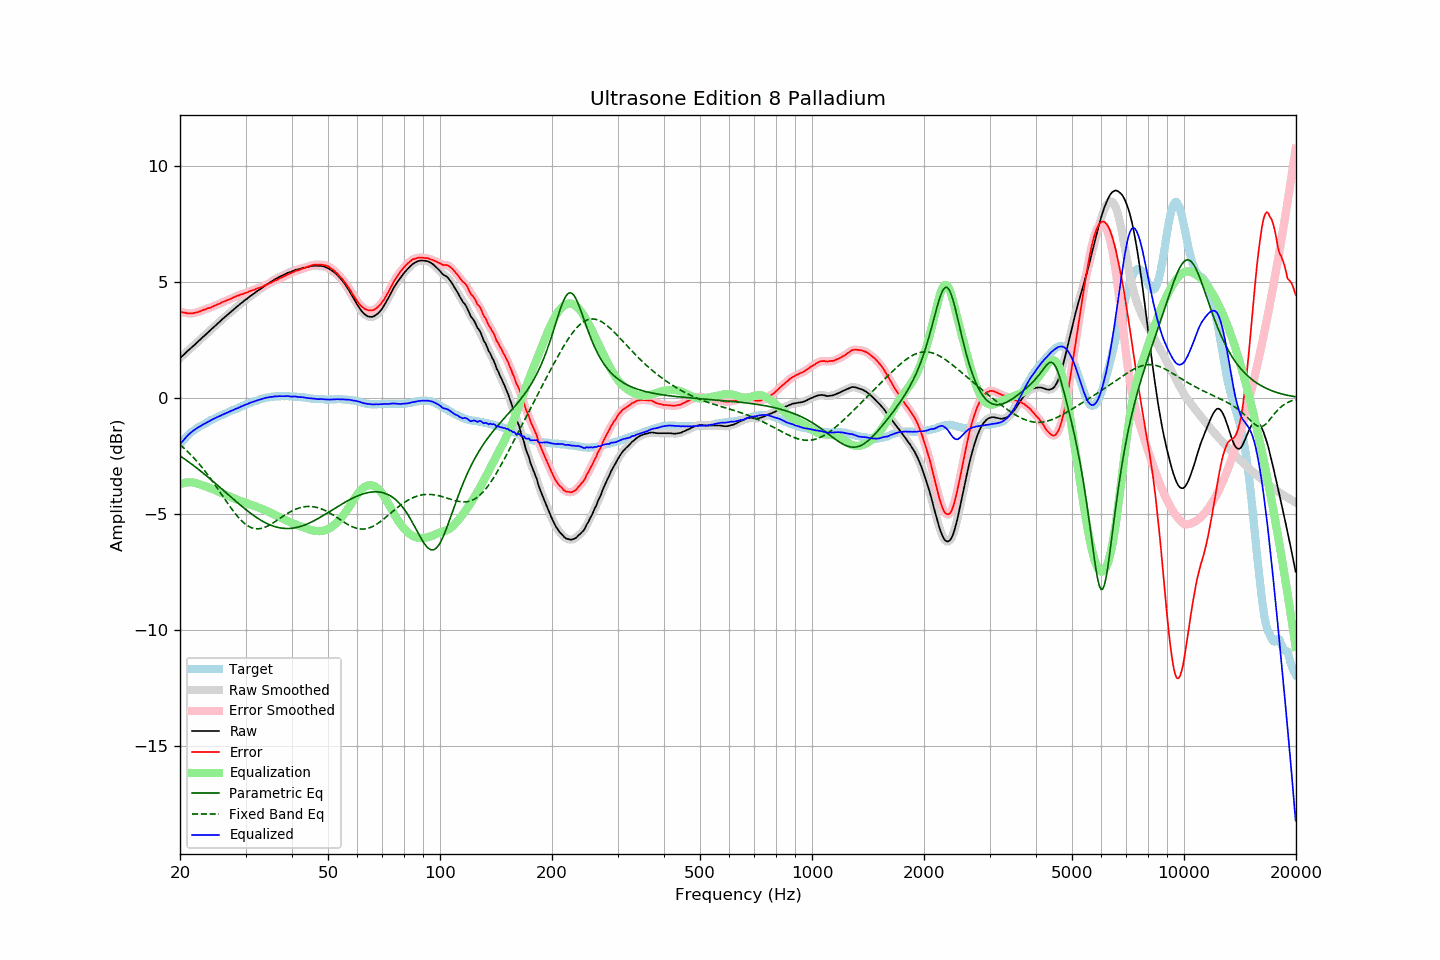 Ultrasone Edition 8 Palladium
Amplitude (dBr)
10
5
0
−5
−10
−15
Target
Raw Smoothed
Error Smoothed
Raw
Error
Equalization
Parametric Eq
Fixed Band Eq
Equalized
20 50 100 200 500 1000 2000 5000 10000 20000
Frequency (Hz)